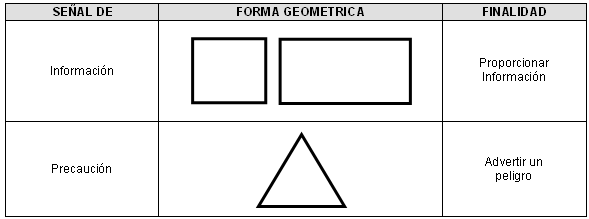 SEÑAL DE FORMA GEOMETRICA FINALIDAD
Información
Proporcionar
Información
Precaución
Advertir un
peligro